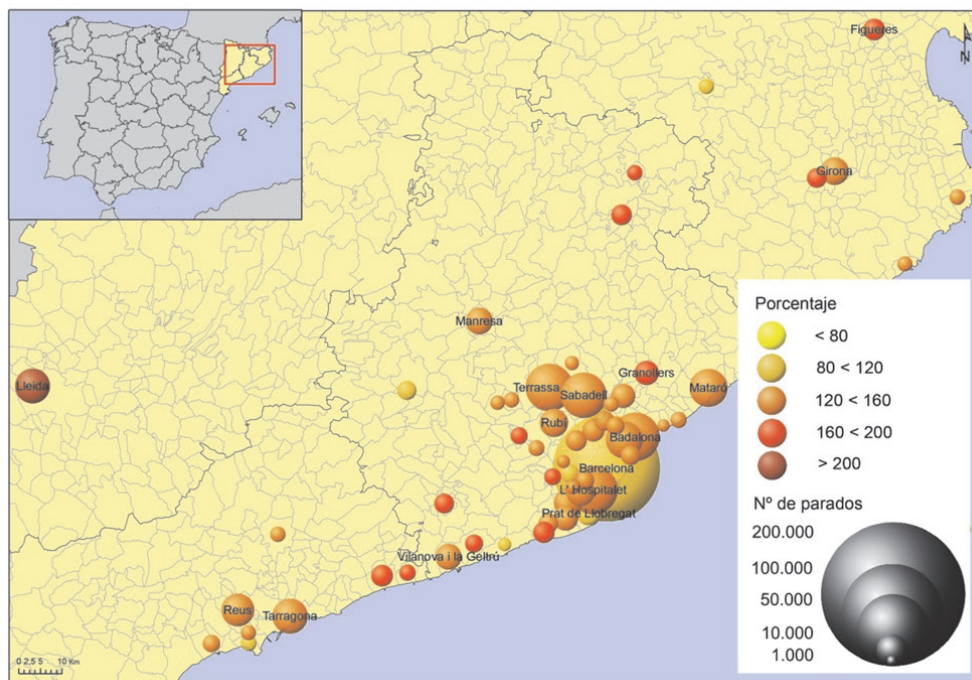 Figueres
N
Girona
Manresa
Lleida
Granollers
Terrassa
Sabadell
Mataró
Rubí
Badalona
Barcelona
L' Hospitalet
Prat de Llobregat
Vilanova i la Geltrú
Reus
Tarragona
0 2,5 5 10 Km
Porcentaje
< 80
80 < 120
120 < 160
160 < 200
> 200
Nº de parados
200.000
100.000
50.000
10.000
1.000